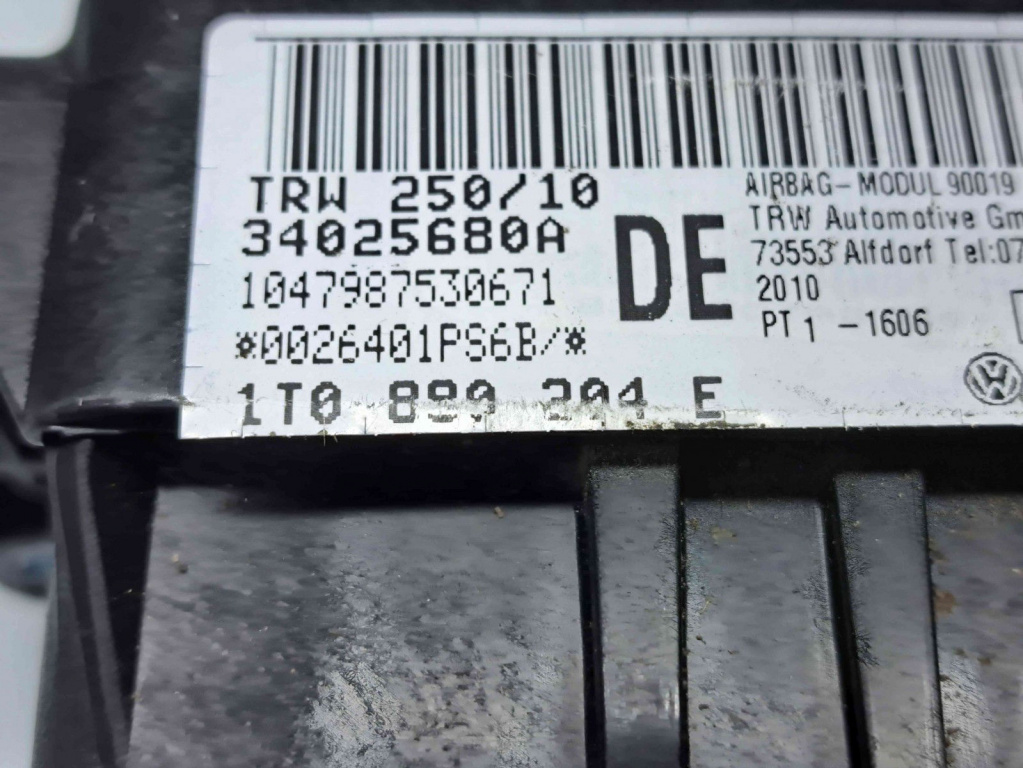 TRW 250/10
34025680A
1047987530671
*0026401PS6B/*
1T0 880 204 E
DE
AIRBAG-MODUL 90019
TRW Automotive Gm
73553 Alfdorf Tel:07
2010
PT 1 -1606
VW